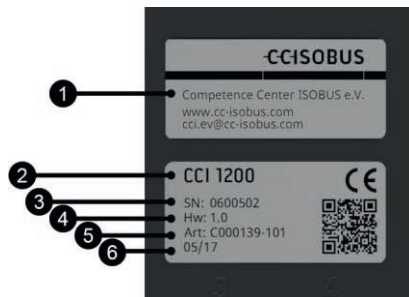 CCISOBUS
1 Competence Center ISOBUS e.V.
www.cc-isobus.com
cci.ev@cc-isobus.com
2 CCI 1200 CE
3 SN: 0600502
4 Hw: 1.0
5 Art: C000139-101
6 05/17